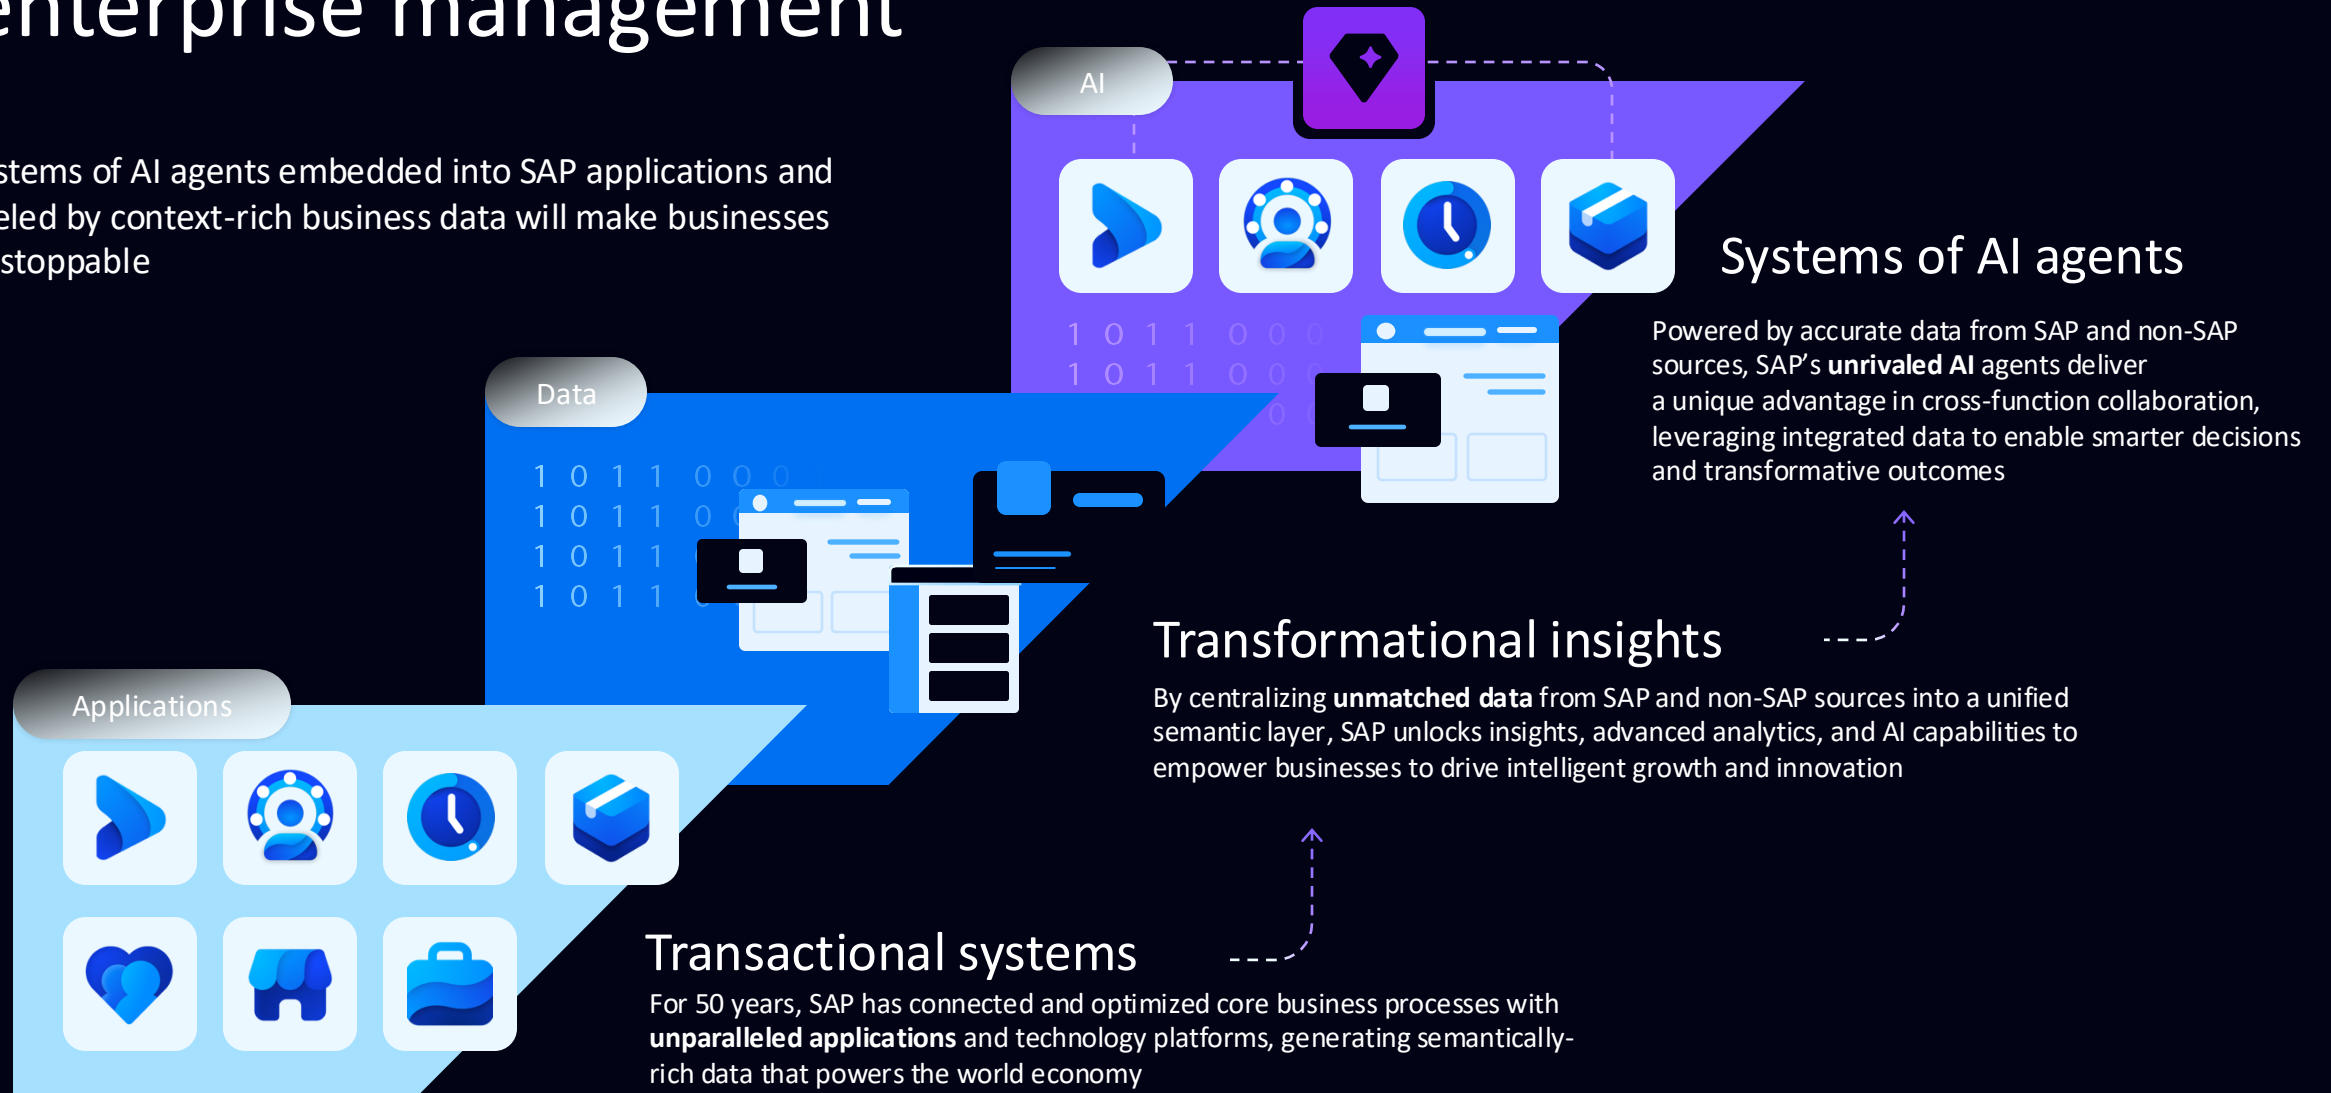 enterprise management
stems of AI agents embedded into SAP applications and
eled by context-rich business data will make businesses
stoppable
AI
Systems of AI agents
Powered by accurate data from SAP and non-SAP
sources, SAP’s unrivaled AI agents deliver
a unique advantage in cross-function collaboration,
leveraging integrated data to enable smarter decisions
and transformative outcomes
1 0 1 1 0 0 0
1 0 1 1 0 0 0
0 0
Data
1 0 1 1 0 0 0
1 0 1 1 0 0
1 0 1 1 0
1 0 1 1 0
Transformational insights
By centralizing unmatched data from SAP and non-SAP sources into a unified
semantic layer, SAP unlocks insights, advanced analytics, and AI capabilities to
empower businesses to drive intelligent growth and innovation
Applications
Transactional systems
For 50 years, SAP has connected and optimized core business processes with
unparalleled applications and technology platforms, generating semantically-
rich data that powers the world economy